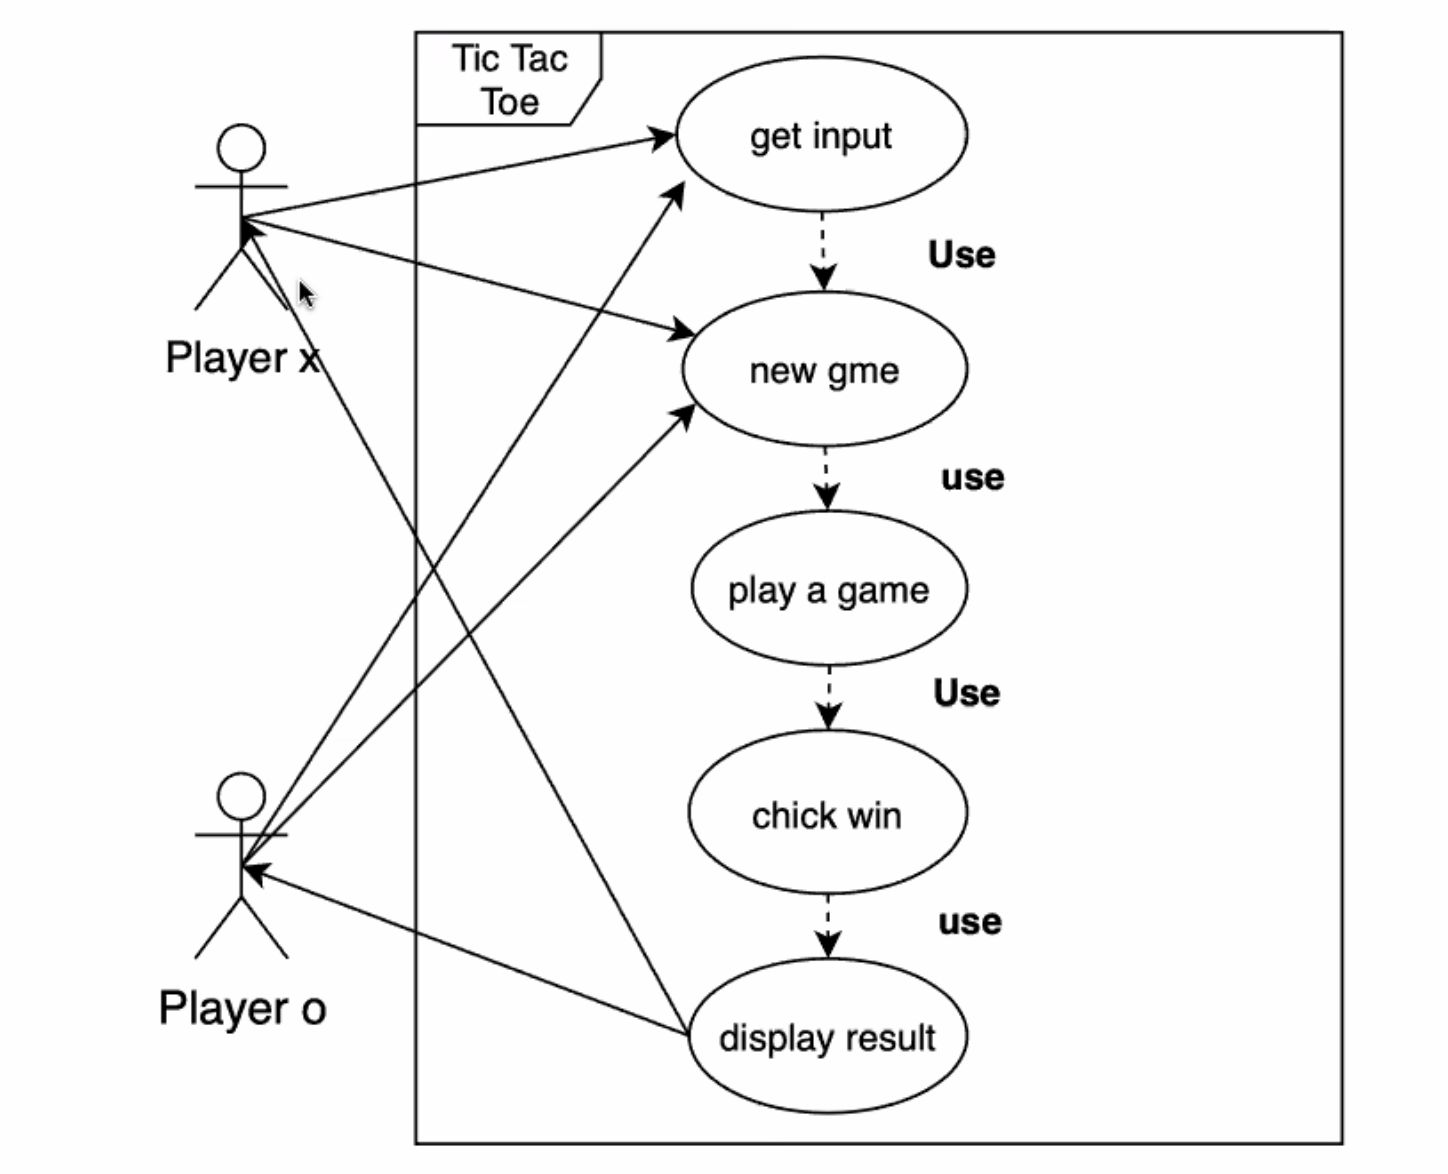 Tic Tac
Toe
get input
Use
Player x
new gme
use
play a game
Use
chick win
use
Player o
display result